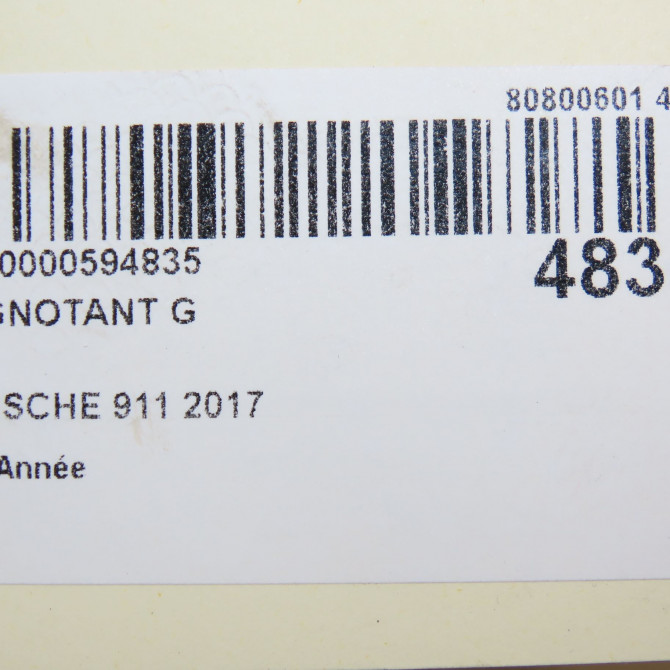 80800601 4
0000594835
483
GNOTANT G
SCHE 911 2017
Année